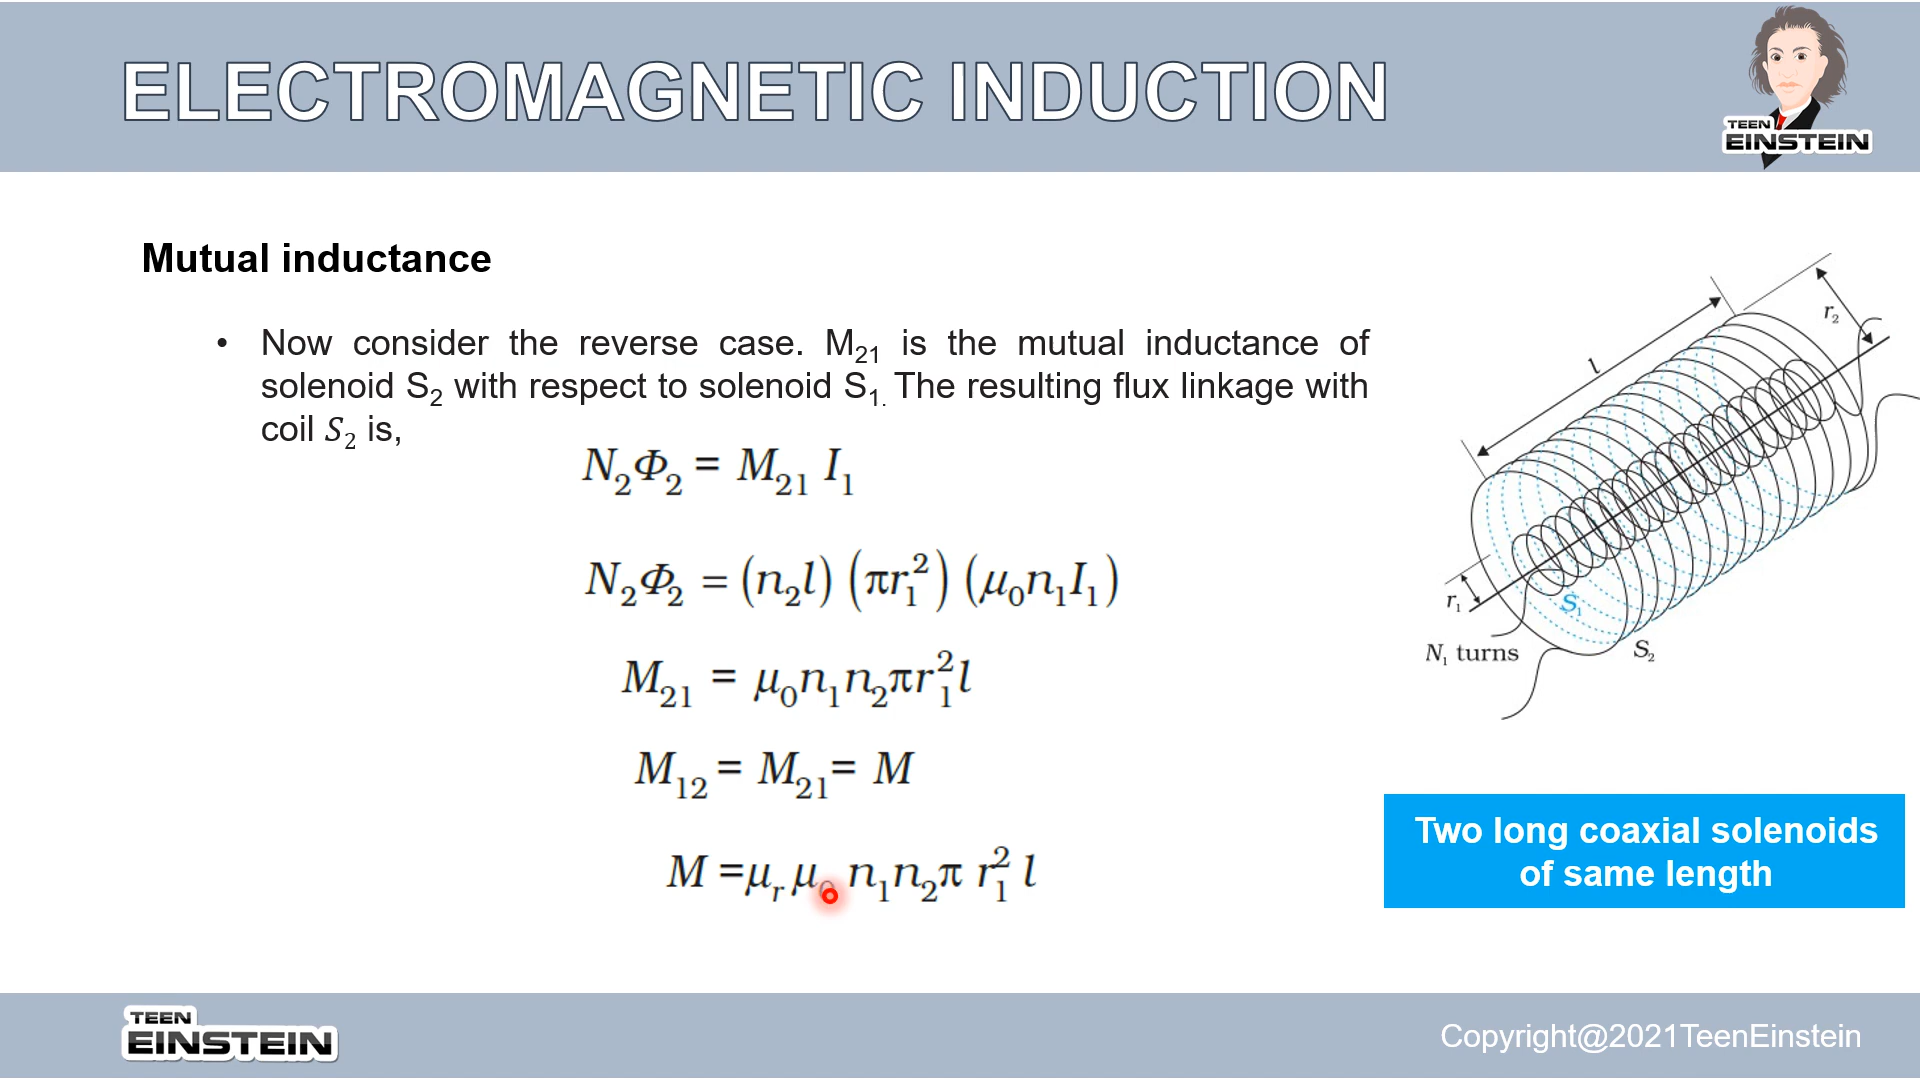 ELECTROMAGNETIC INDUCTION
TEEN
EINSTEIN
Mutual inductance
• Now consider the reverse case. M₂₁ is the mutual inductance of
solenoid S₂ with respect to solenoid S₁. The resulting flux linkage with
coil S₂ is,
N₂Φ₂ = M₂₁ I₁
N₂Φ₂ = (n₂l) (πr₁²) (μ₀n₁I₁)
M₂₁ = μ₀n₁n₂πr₁²l
M₁₂ = M₂₁ = M
M =μᵣ μ₀ n₁n₂π r₁² l
l
r₂
r₁
S₁
N₁ turns
S₂
Two long coaxial solenoids
of same length
TEEN
EINSTEIN
Copyright@2021TeenEinstein